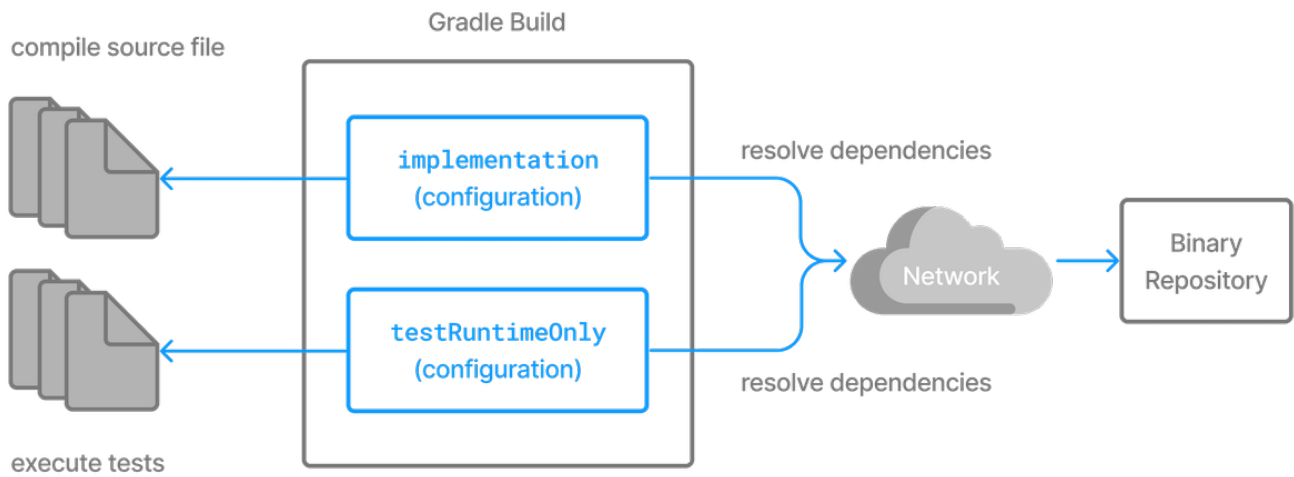 Gradle Build
compile source file
implementation
(configuration)
resolve dependencies
Network
Binary
Repository
testRuntimeOnly
(configuration)
resolve dependencies
execute tests